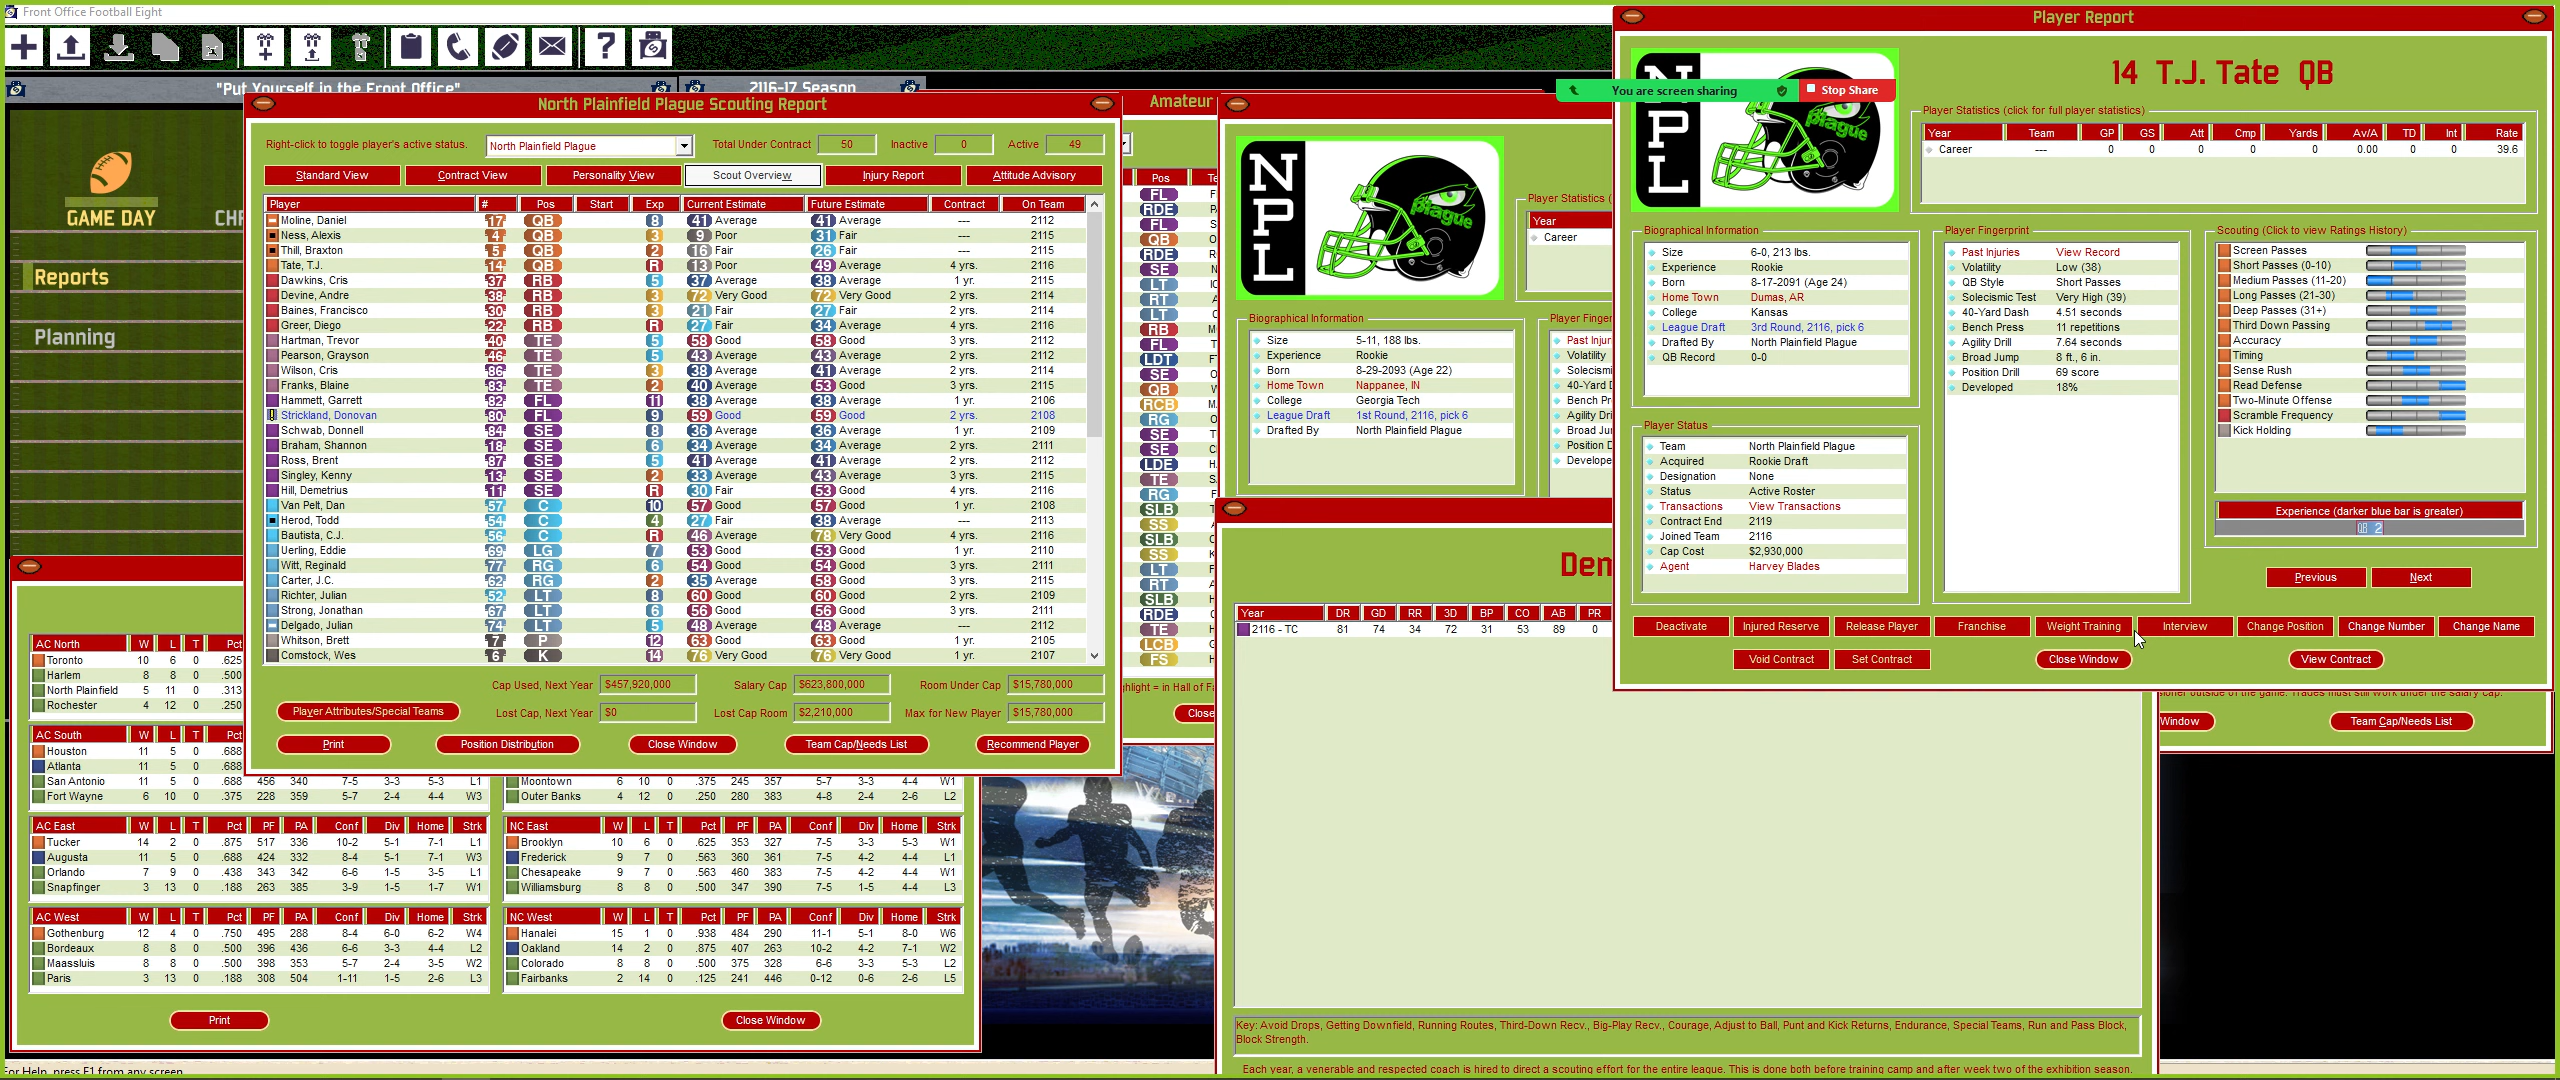 Front Office Football Eight
"Put Yourself in the Front Office"
2116-17 Season
GAME DAY
Reports
Planning
North Plainfield Plague Scouting Report
Right-click to toggle player's active status.
North Plainfield Plague
Total Under Contract 50
Inactive 0
Active 49
Standard View
Contract View
Personality View
Scout Overview
Injury Report
Attitude Advisory
Player # Pos Start Exp Current Estimate Future Estimate Contract On Team
Moline, Daniel 17 QB 8 41 Average 41 Average --- 2112
Ness, Alexis 4 QB 3 9 Poor 31 Fair --- 2115
Thill, Braxton 5 QB 2 16 Fair 26 Fair --- 2115
Tate, T.J. 14 QB R 13 Poor 49 Average 4 yrs. 2116
Dawkins, Cris 37 RB 5 37 Average 38 Average 1 yr. 2115
Devine, Andre 38 RB 3 72 Very Good 72 Very Good 2 yrs. 2114
Baines, Francisco 30 RB 3 21 Fair 27 Fair 2 yrs. 2114
Greer, Diego 22 RB R 27 Fair 34 Average 4 yrs. 2116
Hartman, Trevor 40 TE 5 58 Good 58 Good 3 yrs. 2112
Pearson, Grayson 46 TE 5 43 Average 43 Average 2 yrs. 2112
Wilson, Cris 86 TE 3 38 Average 41 Average 2 yrs. 2114
Franks, Blaine 83 TE 2 40 Average 53 Good 3 yrs. 2115
Hammett, Garrett 82 FL 11 38 Average 38 Average 1 yr. 2106
Strickland, Donovan 80 FL 9 59 Good 59 Good 2 yrs. 2108
Schwab, Donnell 84 SE 8 36 Average 36 Average 1 yr. 2109
Braham, Shannon 18 SE 6 34 Average 34 Average 2 yrs. 2111
Ross, Brent 87 SE 5 41 Average 41 Average 2 yrs. 2112
Singley, Kenny 13 SE 2 33 Average 43 Average 3 yrs. 2115
Hill, Demetrius 11 SE R 30 Fair 53 Good 4 yrs. 2116
Van Pelt, Dan 57 C 10 57 Good 57 Good 1 yr. 2108
Herod, Todd 54 C 4 27 Fair 38 Average --- 2113
Bautista, C.J. 56 C R 46 Average 78 Very Good 4 yrs. 2116
Uerling, Eddie 69 LG 7 53 Good 53 Good 1 yr. 2110
Witt, Reginald 77 RG 6 54 Good 54 Good 3 yrs. 2111
Carter, J.C. 62 RG 2 35 Average 58 Good 3 yrs. 2115
Richter, Julian 52 LT 8 60 Good 60 Good 2 yrs. 2109
Strong, Jonathan 67 LT 6 56 Good 56 Good 3 yrs. 2111
Delgado, Julian 74 LT 5 48 Average 48 Average --- 2112
Whitson, Brett 7 P 12 63 Good 63 Good 1 yr. 2105
Comstock, Wes 6 K 14 76 Very Good 76 Very Good 1 yr. 2107
Cap Used, Next Year $457,920,000
Salary Cap $623,800,000
Room Under Cap $15,780,000
Player Attributes/Special Teams
Lost Cap, Next Year $0
Lost Cap Room $2,210,000
Max for New Player $15,780,000
Print
Position Distribution
Close Window
Team Cap/Needs List
Recommend Player
AC North W L T Pct
Toronto 10 6 0 .625
Harlem 8 8 0 .500
North Plainfield 5 11 0 .313
Rochester 4 12 0 .250
AC South W L T Pct
Houston 11 5 0 .688
Atlanta 11 5 0 .688
San Antonio 11 5 0 .688 456 340 7-5 3-3 5-3 L1
Fort Wayne 6 10 0 .375 228 359 5-7 2-4 4-4 W3
Moontown 6 10 0 .375 245 357 5-7 3-3 4-4 W1
Outer Banks 4 12 0 .250 280 383 4-8 2-4 2-6 L2
AC East W L T Pct PF PA Conf Div Home Strk
Tucker 14 2 0 .875 517 336 10-2 5-1 7-1 L1
Augusta 11 5 0 .688 424 332 8-4 5-1 7-1 W3
Orlando 7 9 0 .438 343 342 6-6 1-5 3-5 L1
Snapfinger 3 13 0 .188 263 385 3-9 1-5 1-7 W1
NC East W L T Pct PF PA Conf Div Home Strk
Brooklyn 10 6 0 .625 353 327 7-5 3-3 5-3 W1
Frederick 9 7 0 .563 360 361 7-5 4-2 4-4 L1
Chesapeake 9 7 0 .563 460 383 7-5 4-2 4-4 W1
Williamsburg 8 8 0 .500 347 390 7-5 1-5 4-4 L3
AC West W L T Pct PF PA Conf Div Home Strk
Gothenburg 12 4 0 .750 495 288 8-4 6-0 6-2 W4
Bordeaux 8 8 0 .500 396 436 6-6 3-3 4-4 L2
Maassluis 8 8 0 .500 398 353 5-7 2-4 3-5 W2
Paris 3 13 0 .188 308 504 1-11 1-5 2-6 L3
NC West W L T Pct PF PA Conf Div Home Strk
Hanalei 15 1 0 .938 484 290 11-1 5-1 8-0 W6
Oakland 14 2 0 .875 407 263 10-2 4-2 7-1 W2
Colorado 8 8 0 .500 375 328 6-6 3-3 5-3 L2
Fairbanks 2 14 0 .125 241 446 0-12 0-6 2-6 L5
Print
Close Window
For Help, press F1 from any screen
Amateur
Pos
FL
RDE
FL
QB
RDE
SE
LT
RT
LT
RB
FL
LDT
SE
QB
RCB
RG
SE
SE
LDE
TE
RG
SLB
SS
SLB
SS
LT
RT
SLB
RDE
TE
LCB
FS
NPL
plague
Player Statistics
Year
Career
Biographical Information
Size 5-11, 188 lbs.
Experience Rookie
Born 8-29-2093 (Age 22)
Home Town Nappanee, IN
College Georgia Tech
League Draft 1st Round, 2116, pick 6
Drafted By North Plainfield Plague
Year DR GD RR 3D BP CO AB PR
2116 - TC 81 74 34 72 31 53 89 0
Key: Avoid Drops, Getting Downfield, Running Routes, Third-Down Recv., Big-Play Recv., Courage, Adjust to Ball, Punt and Kick Returns, Endurance, Special Teams, Run and Pass Block,
Block Strength.
Each year, a venerable and respected coach is hired to direct a scouting effort for the entire league. This is done both before training camp and after week two of the exhibition season.
Player Report
You are screen sharing
Stop Share
NPL
plague
14 T.J. Tate QB
Player Statistics (click for full player statistics)
Year Team GP GS Att Cmp Yards Av/A TD Int Rate
Career --- 0 0 0 0 0 0.00 0 0 39.6
Biographical Information
Size 6-0, 213 lbs.
Experience Rookie
Born 8-17-2091 (Age 24)
Home Town Dumas, AR
College Kansas
League Draft 3rd Round, 2116, pick 6
Drafted By North Plainfield Plague
QB Record 0-0
Player Fingerprint
Past Injuries View Record
Volatility Low (38)
QB Style Short Passes
Solecismic Test Very High (39)
40-Yard Dash 4.51 seconds
Bench Press 11 repetitions
Agility Drill 7.64 seconds
Broad Jump 8 ft., 6 in.
Position Drill 69 score
Developed 18%
Scouting (Click to view Ratings History)
Screen Passes
Short Passes (0-10)
Medium Passes (11-20)
Long Passes (21-30)
Deep Passes (31+)
Third Down Passing
Accuracy
Timing
Sense Rush
Read Defense
Two-Minute Offense
Scramble Frequency
Kick Holding
Player Status
Team North Plainfield Plague
Acquired Rookie Draft
Designation None
Status Active Roster
Transactions View Transactions
Contract End 2119
Joined Team 2116
Cap Cost $2,930,000
Agent Harvey Blades
Experience (darker blue bar is greater)
QB 2
Previous
Next
Deactivate
Injured Reserve
Release Player
Franchise
Weight Training
Interview
Change Position
Change Number
Change Name
Void Contract
Set Contract
Close Window
View Contract
outside of the game. Trades must still work under the salary cap.
Window
Team Cap/Needs List